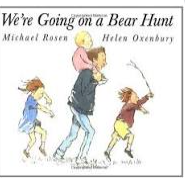 We're Going on a Bear Hunt
Michael Rosen Helen Oxenbury